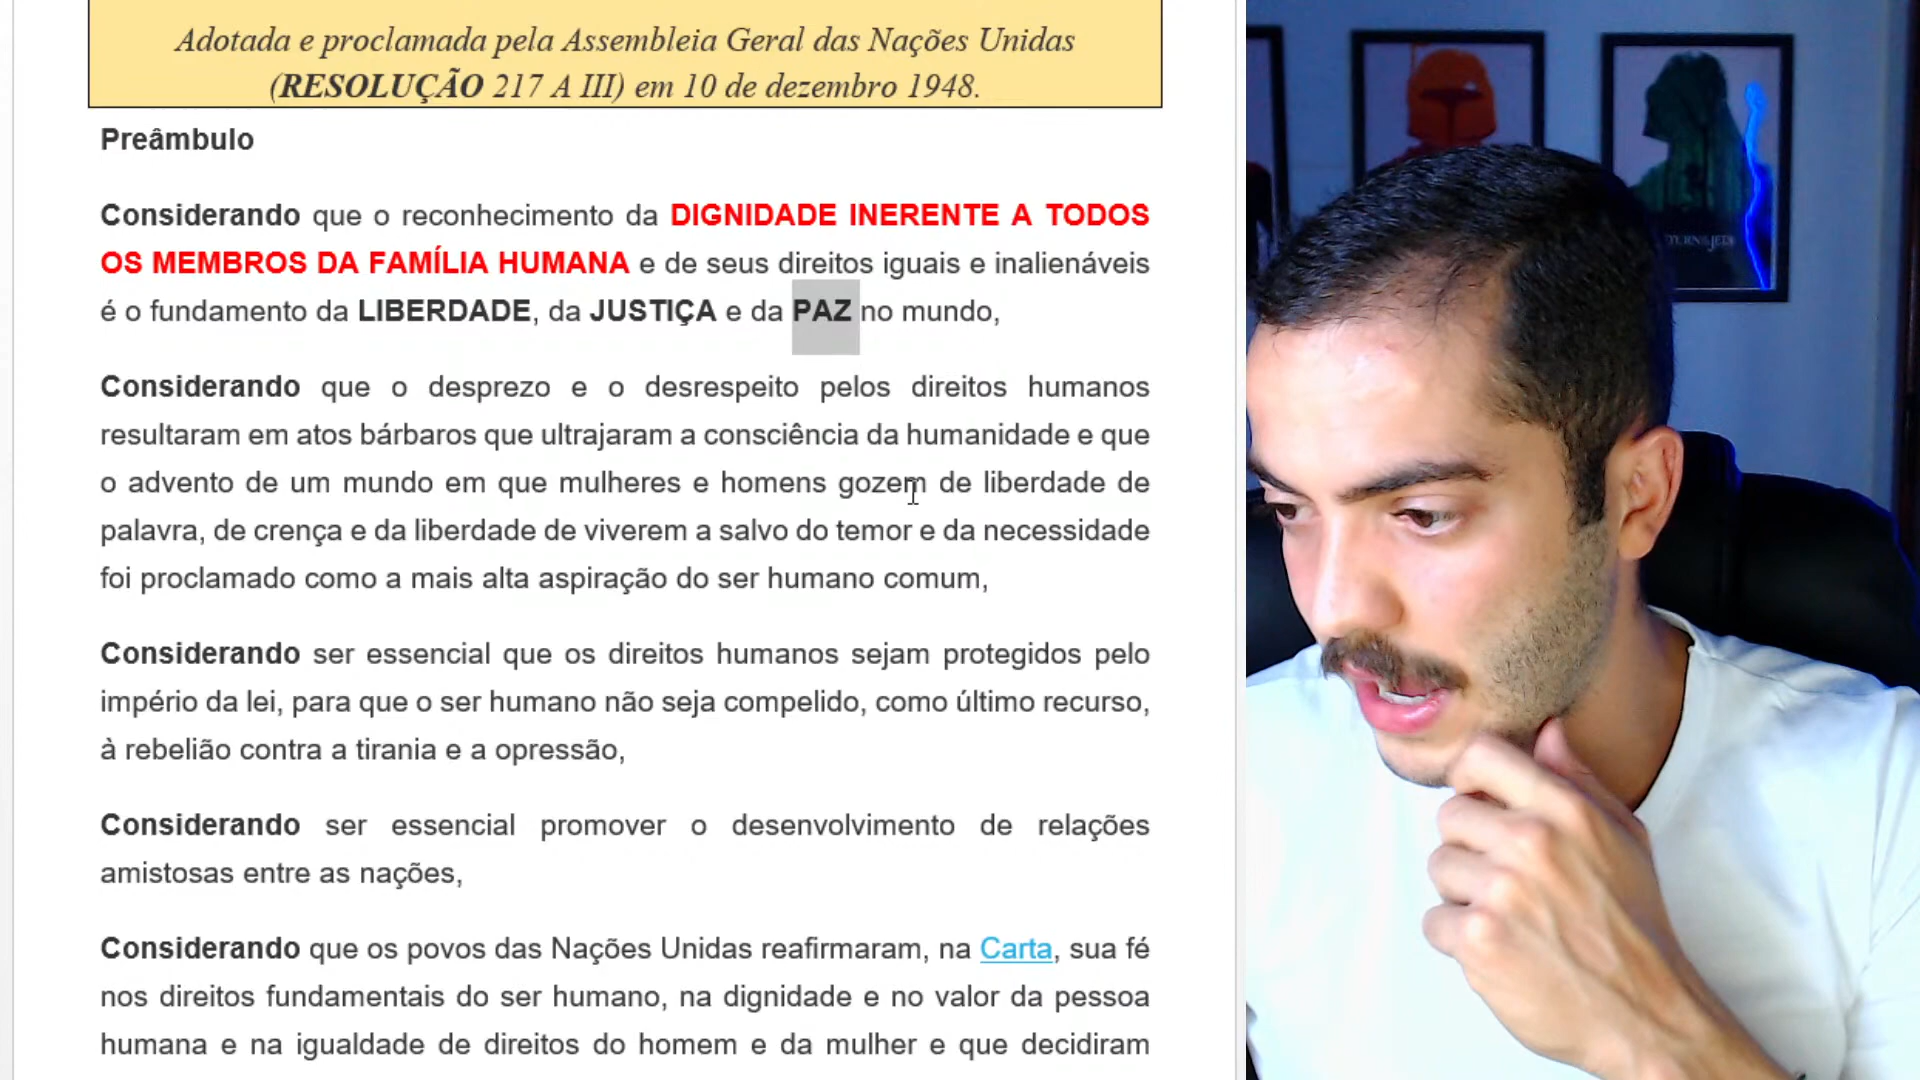 Adotada e proclamada pela Assembleia Geral das Nações Unidas
(RESOLUÇÃO 217 A III) em 10 de dezembro 1948.
Preâmbulo
Considerando que o reconhecimento da DIGNIDADE INERENTE A TODOS
OS MEMBROS DA FAMÍLIA HUMANA e de seus direitos iguais e inalienáveis
é o fundamento da LIBERDADE, da JUSTIÇA e da PAZ no mundo,
Considerando que o desprezo e o desrespeito pelos direitos humanos
resultaram em atos bárbaros que ultrajaram a consciência da humanidade e que
o advento de um mundo em que mulheres e homens gozem de liberdade de
palavra, de crença e da liberdade de viverem a salvo do temor e da necessidade
foi proclamado como a mais alta aspiração do ser humano comum,
Considerando ser essencial que os direitos humanos sejam protegidos pelo
império da lei, para que o ser humano não seja compelido, como último recurso,
à rebelião contra a tirania e a opressão,
Considerando ser essencial promover o desenvolvimento de relações
amistosas entre as nações,
Considerando que os povos das Nações Unidas reafirmaram, na Carta, sua fé
nos direitos fundamentais do ser humano, na dignidade e no valor da pessoa
humana e na igualdade de direitos do homem e da mulher e que decidiram